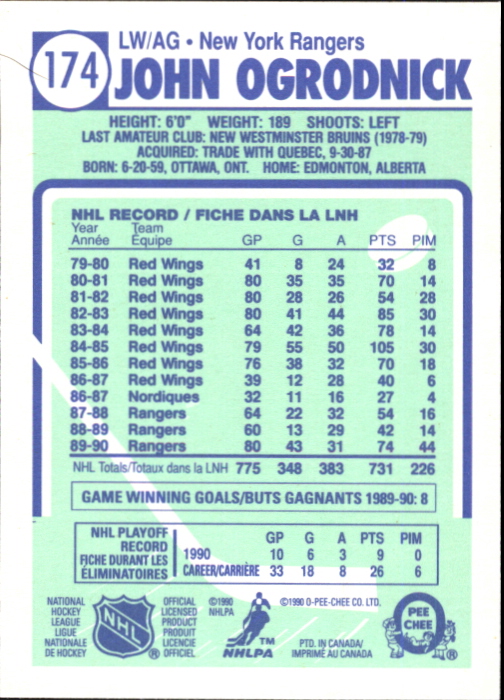 174
LW/AG • New York Rangers
JOHN OGRODNICK
HEIGHT: 6'0" WEIGHT: 189 SHOOTS: LEFT
LAST AMATEUR CLUB: NEW WESTMINSTER BRUINS (1978-79)
ACQUIRED: TRADE WITH QUEBEC, 9-30-87
BORN: 6-20-59, OTTAWA, ONT. HOME: EDMONTON, ALBERTA
NHL RECORD / FICHE DANS LA LNH
Year Team
Année Équipe GP G A PTS PIM
79-80 Red Wings 41 8 24 32 8
80-81 Red Wings 80 35 35 70 14
81-82 Red Wings 80 28 26 54 28
82-83 Red Wings 80 41 44 85 30
83-84 Red Wings 64 42 36 78 14
84-85 Red Wings 79 55 50 105 30
85-86 Red Wings 76 38 32 70 18
86-87 Red Wings 39 12 28 40 6
86-87 Nordiques 32 11 16 27 4
87-88 Rangers 64 22 32 54 16
88-89 Rangers 60 13 29 42 14
89-90 Rangers 80 43 31 74 44
NHL Totals/Totaux dans la LNH 775 348 383 731 226
GAME WINNING GOALS/BUTS GAGNANTS 1989-90: 8
NHL PLAYOFF
RECORD
FICHE DURANT LES
ÉLIMINATOIRES
GP G A PTS PIM
1990 10 6 3 9 0
CAREER/CARRIÈRE 33 18 8 26 6
NATIONAL
HOCKEY
LEAGUE
LIGUE
NATIONALE
DE HOCKEY
NHL
®
OFFICIAL
LICENSED
PRODUCT
PRODUIT
LICENCIÉ
OFFICIEL
©1990
NHLPA
TM
NHLPA
©1990 O-PEE-CHEE CO. LTD.
PTD. IN CANADA/
IMPRIMÉ AU CANADA
O
PEE
CHEE
®